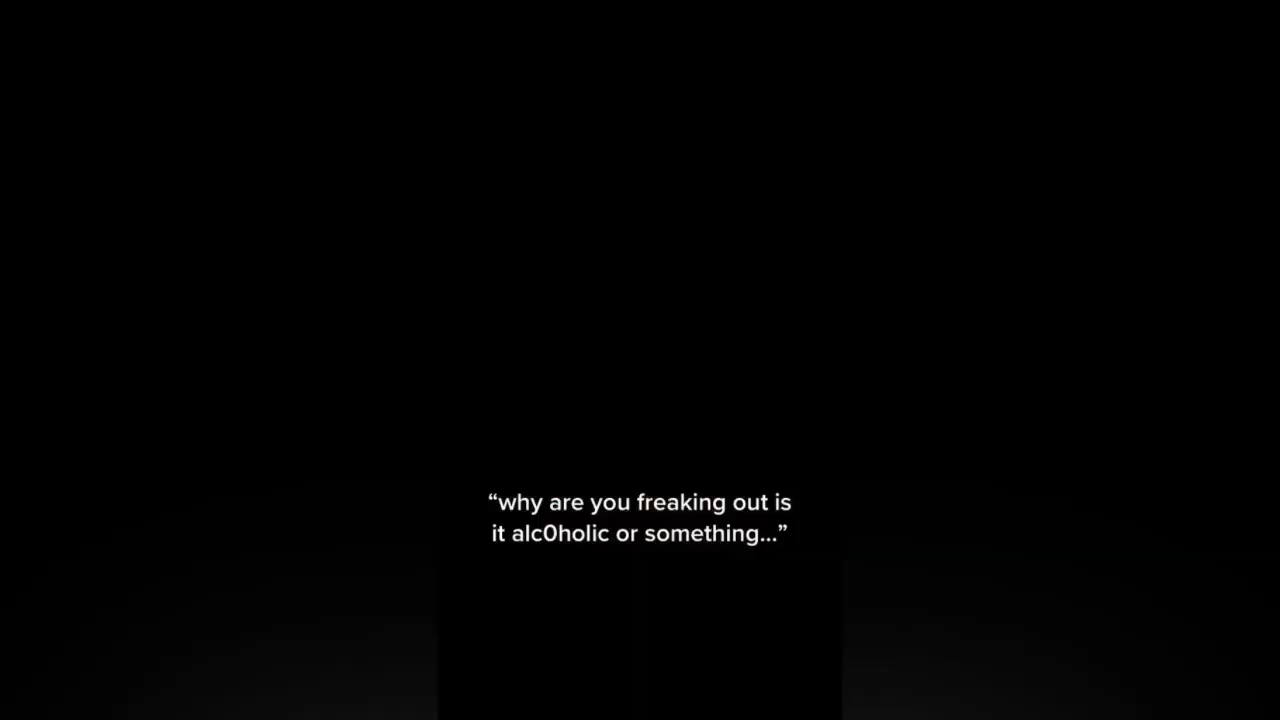 “why are you freaking out is
it alc0holic or something...”